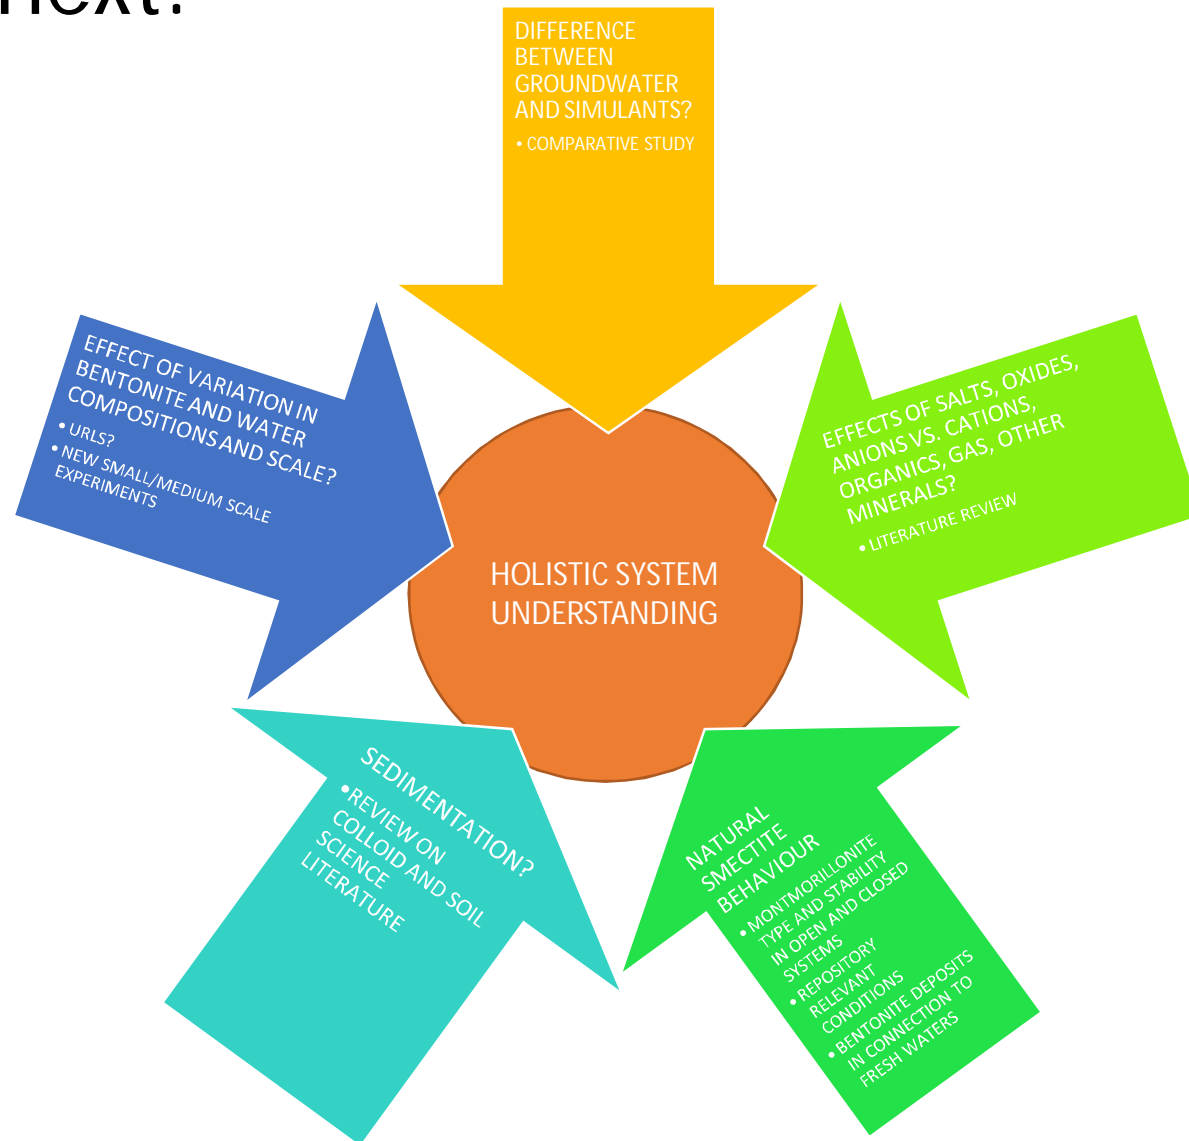 next?
DIFFERENCE
BETWEEN
GROUNDWATER
AND SIMULANTS?
• COMPARATIVE STUDY
EFFECTS OF SALTS, OXIDES,
ANIONS VS. CATIONS,
ORGANICS, GAS, OTHER
MINERALS?
• LITERATURE REVIEW
NATURAL
SMECTITE
BEHAVIOUR
• MONTMORILLONITE
TYPE AND STABILITY
IN OPEN AND CLOSED
SYSTEMS
• REPOSITORY
RELEVANT
CONDITIONS
• BENTONITE DEPOSITS
IN CONNECTION TO
FRESH WATERS
SEDIMENTATION?
• REVIEW ON
COLLOID AND SOIL
SCIENCE
LITERATURE
EFFECT OF VARIATION IN
BENTONITE AND WATER
COMPOSITIONS AND SCALE?
• URLS?
• NEW SMALL/MEDIUM SCALE
EXPERIMENTS
HOLISTIC SYSTEM
UNDERSTANDING